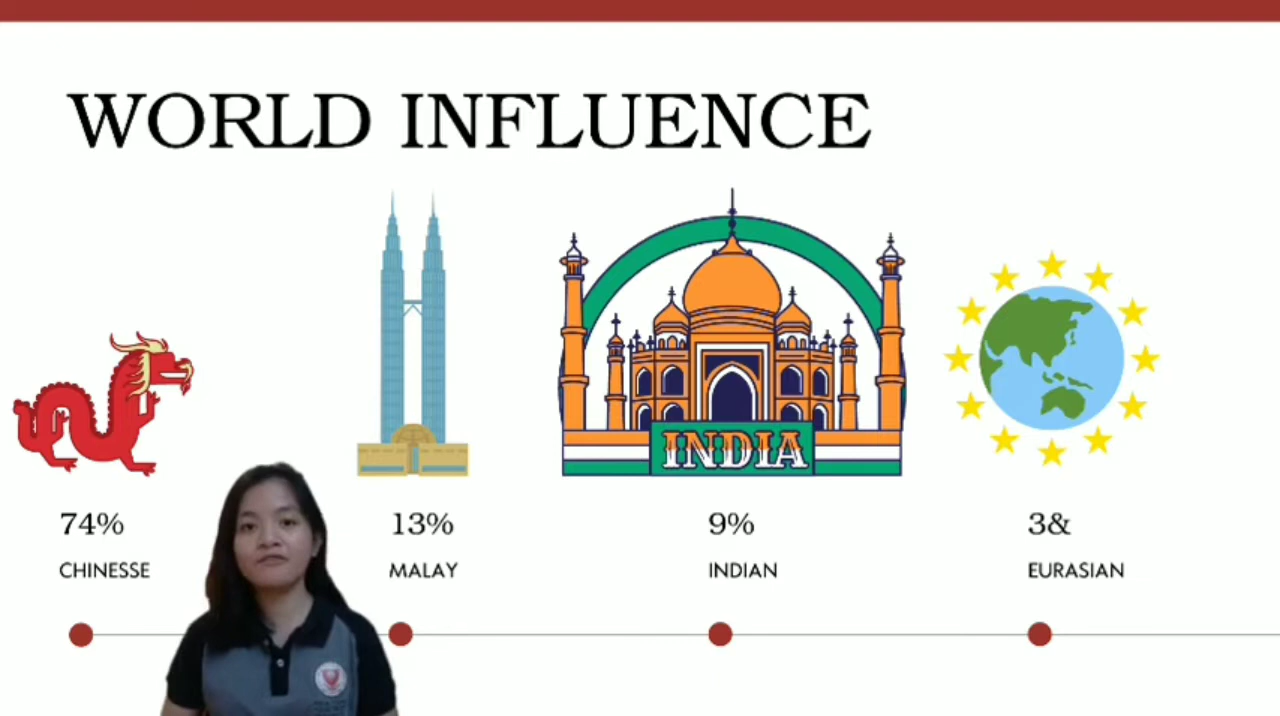 WORLD INFLUENCE
INDIA
74%
CHINESSE
13%
MALAY
9%
INDIAN
3&
EURASIAN